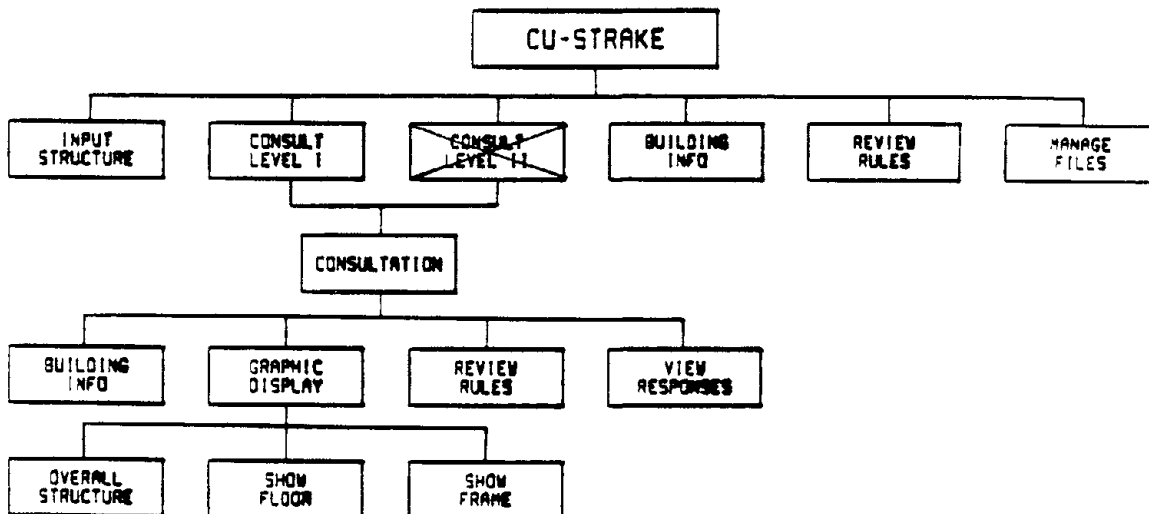 CU-STRAKE
INPUT
STRUCTURE
CONSULT
LEVEL I
CONSULT
LEVEL II
BUILDING
INFO
REVIEW
RULES
MANAGE
FILES
CONSULTATION
BUILDING
INFO
GRAPHIC
DISPLAY
REVIEW
RULES
VIEW
RESPONSES
OVERALL
STRUCTURE
SHOW
FLOOR
SHOW
FRAME